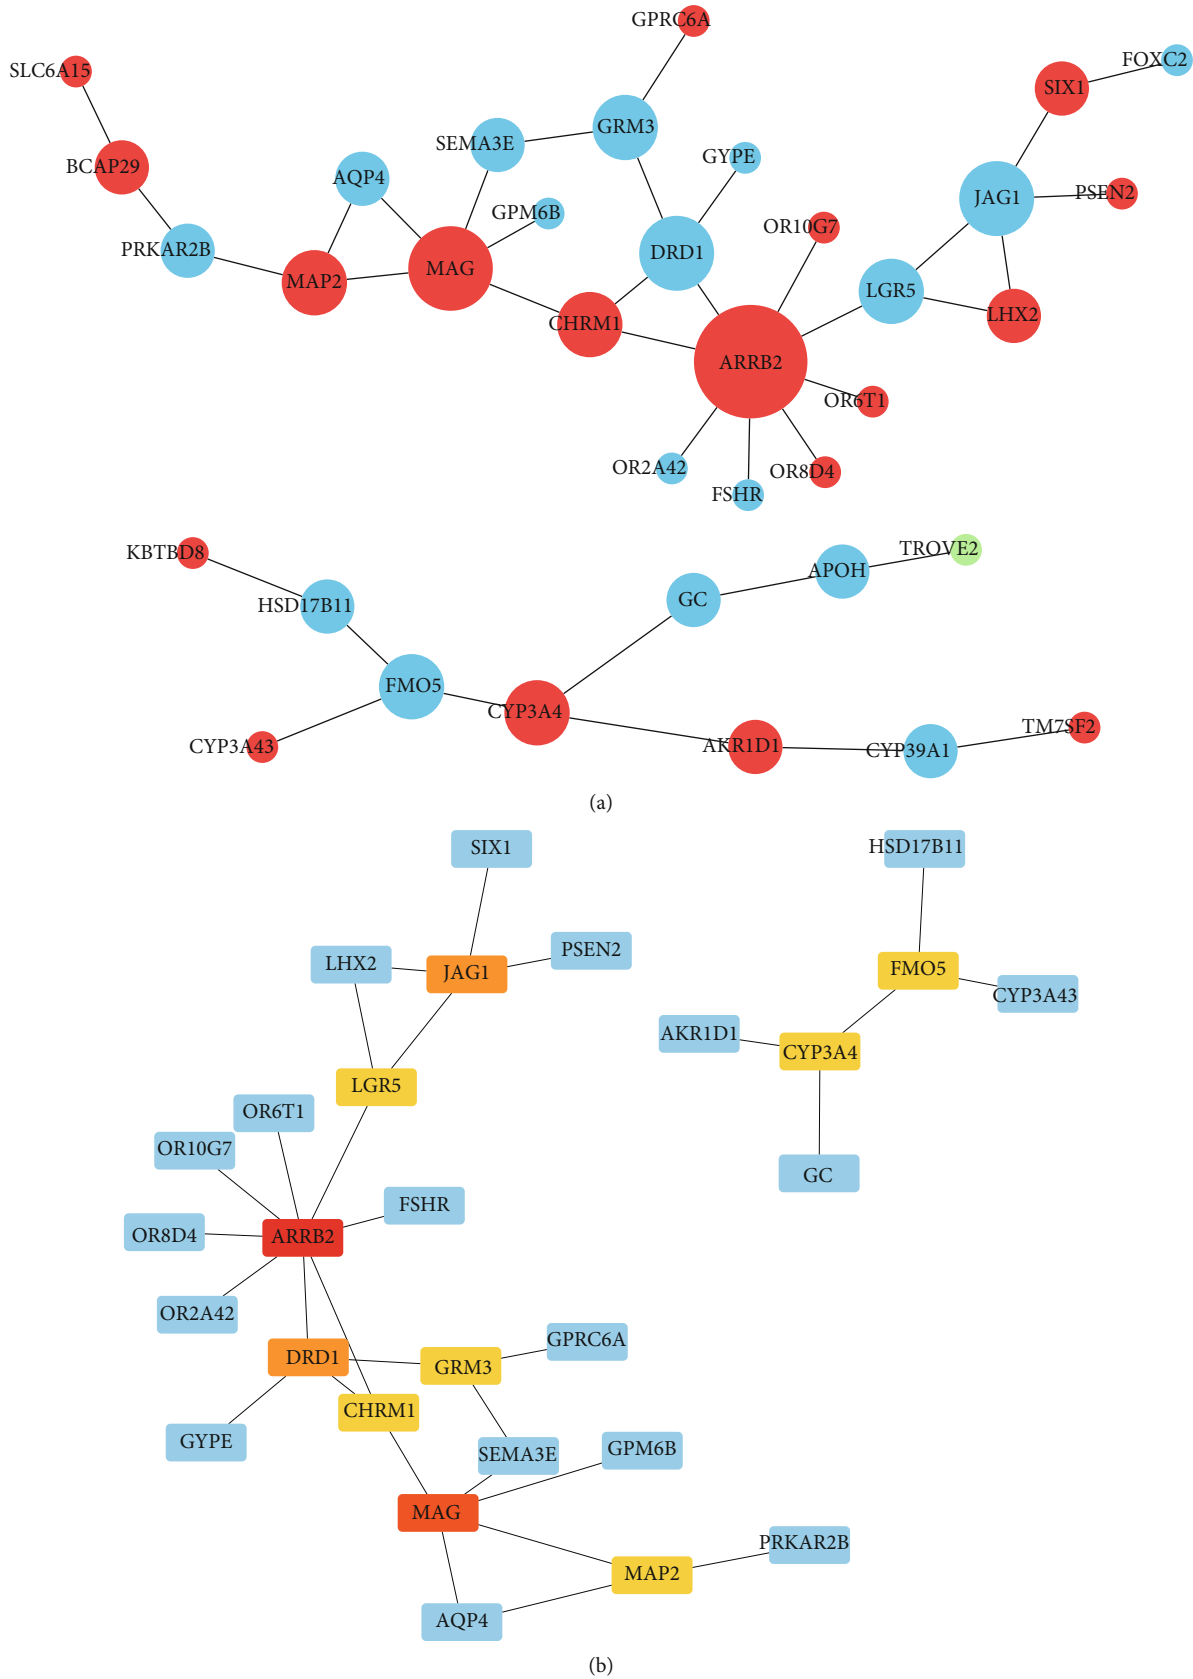 GPRC6A
SLC6A15
FOXC2
SIX1
SEMA3E
GRM3
GYPE
BCAP29
AQP4
JAG1
PSEN2
GPM6B
OR10G7
PRKAR2B
DRD1
MAP2
MAG
LGR5
LHX2
CHRM1
ARRB2
OR6T1
OR2A42
OR8D4
FSHR
KBTBD8
TROVE2
APOH
HSD17B11
GC
FMO5
CYP3A4
CYP3A43
AKR1D1
CYP39A1
TM7SF2
(a)
SIX1
HSD17B11
LHX2
JAG1
PSEN2
FMO5
CYP3A43
AKR1D1
CYP3A4
LGR5
OR6T1
OR10G7
GC
FSHR
OR8D4
ARRB2
OR2A42
GPRC6A
DRD1
GRM3
CHRM1
GYPE
SEMA3E
GPM6B
MAG
PRKAR2B
MAP2
AQP4
(b)